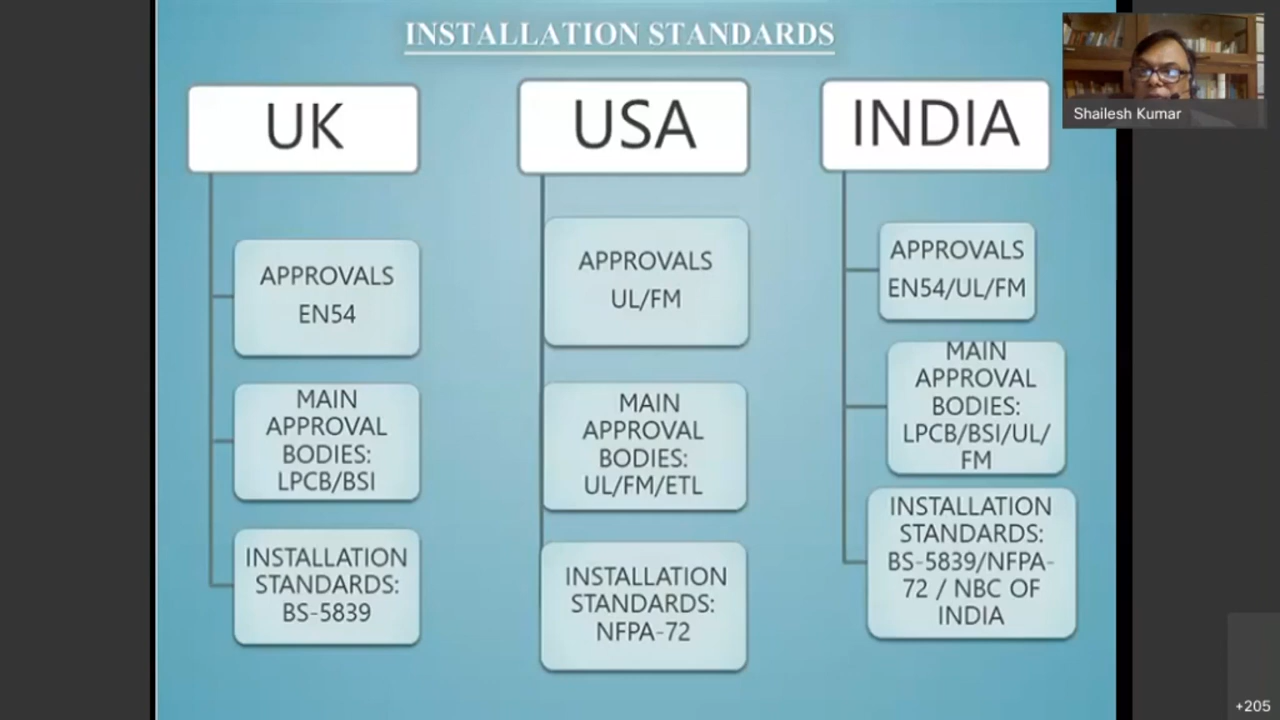 INSTALLATION STANDARDS
UK
APPROVALS
EN54
MAIN
APPROVAL
BODIES:
LPCB/BSI
INSTALLATION
STANDARDS:
BS-5839
USA
APPROVALS
UL/FM
MAIN
APPROVAL
BODIES:
UL/FM/ETL
INSTALLATION
STANDARDS:
NFPA-72
INDIA
APPROVALS
EN54/UL/FM
MAIN
APPROVAL
BODIES:
LPCB/BSI/UL/
FM
INSTALLATION
STANDARDS:
BS-5839/NFPA-
72 / NBC OF
INDIA
Shailesh Kumar
+205